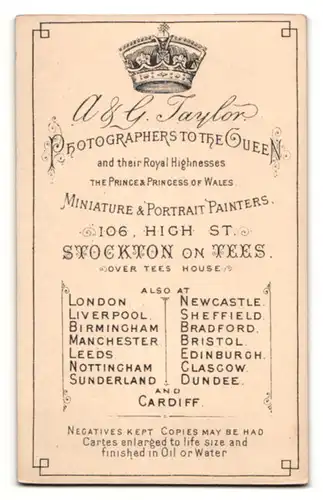 A & G. Taylor
PHOTOGRAPHERS TO THE QUEEN
and their Royal Highnesses
THE PRINCE & PRINCESS OF WALES.
MINIATURE & PORTRAIT PAINTERS.
106, HIGH ST.
STOCKTON ON TEES.
OVER TEES HOUSE
ALSO AT
LONDON NEWCASTLE.
LIVERPOOL. SHEFFIELD.
BIRMINGHAM BRADFORD.
MANCHESTER BRISTOL.
LEEDS EDINBURGH.
NOTTINGHAM GLASGOW.
SUNDERLAND DUNDEE.
AND
CARDIFF.
NEGATIVES KEPT COPIES MAY BE HAD
Cartes enlarged to life size and
finished in Oil or Water